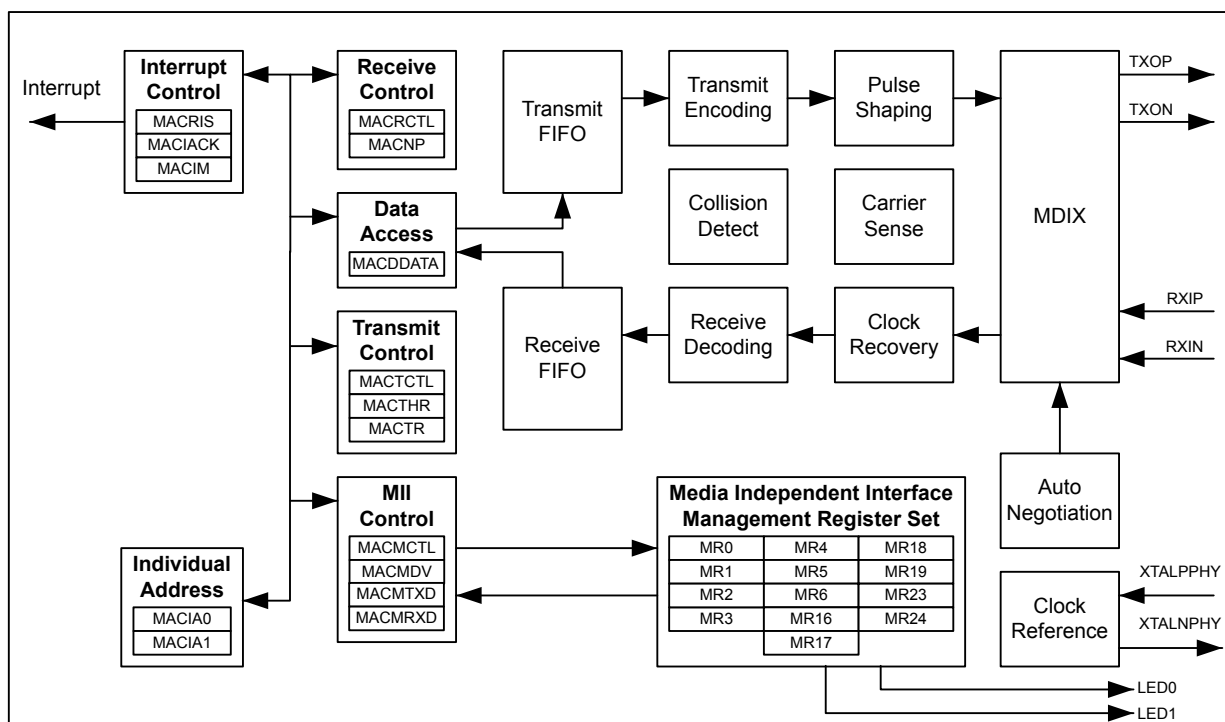 Interrupt
Interrupt
Control
MACRIS
MACIACK
MACIM
Receive
Control
MACRCTL
MACNP
Data
Access
MACDDATA
Transmit
Control
MACTCTL
MACTHR
MACTR
MII
Control
MACMCTL
MACMDV
MACMTXD
MACMRXD
Individual
Address
MACIA0
MACIA1
Transmit
FIFO
Receive
FIFO
Transmit
Encoding
Pulse
Shaping
Collision
Detect
Carrier
Sense
Receive
Decoding
Clock
Recovery
MDIX
TXOP
TXON
RXIP
RXIN
Auto
Negotiation
Media Independent Interface
Management Register Set
MR0 MR4 MR18
MR1 MR5 MR19
MR2 MR6 MR23
MR3 MR16 MR24
MR17
Clock
Reference
XTALPPHY
XTALNPHY
LED0
LED1